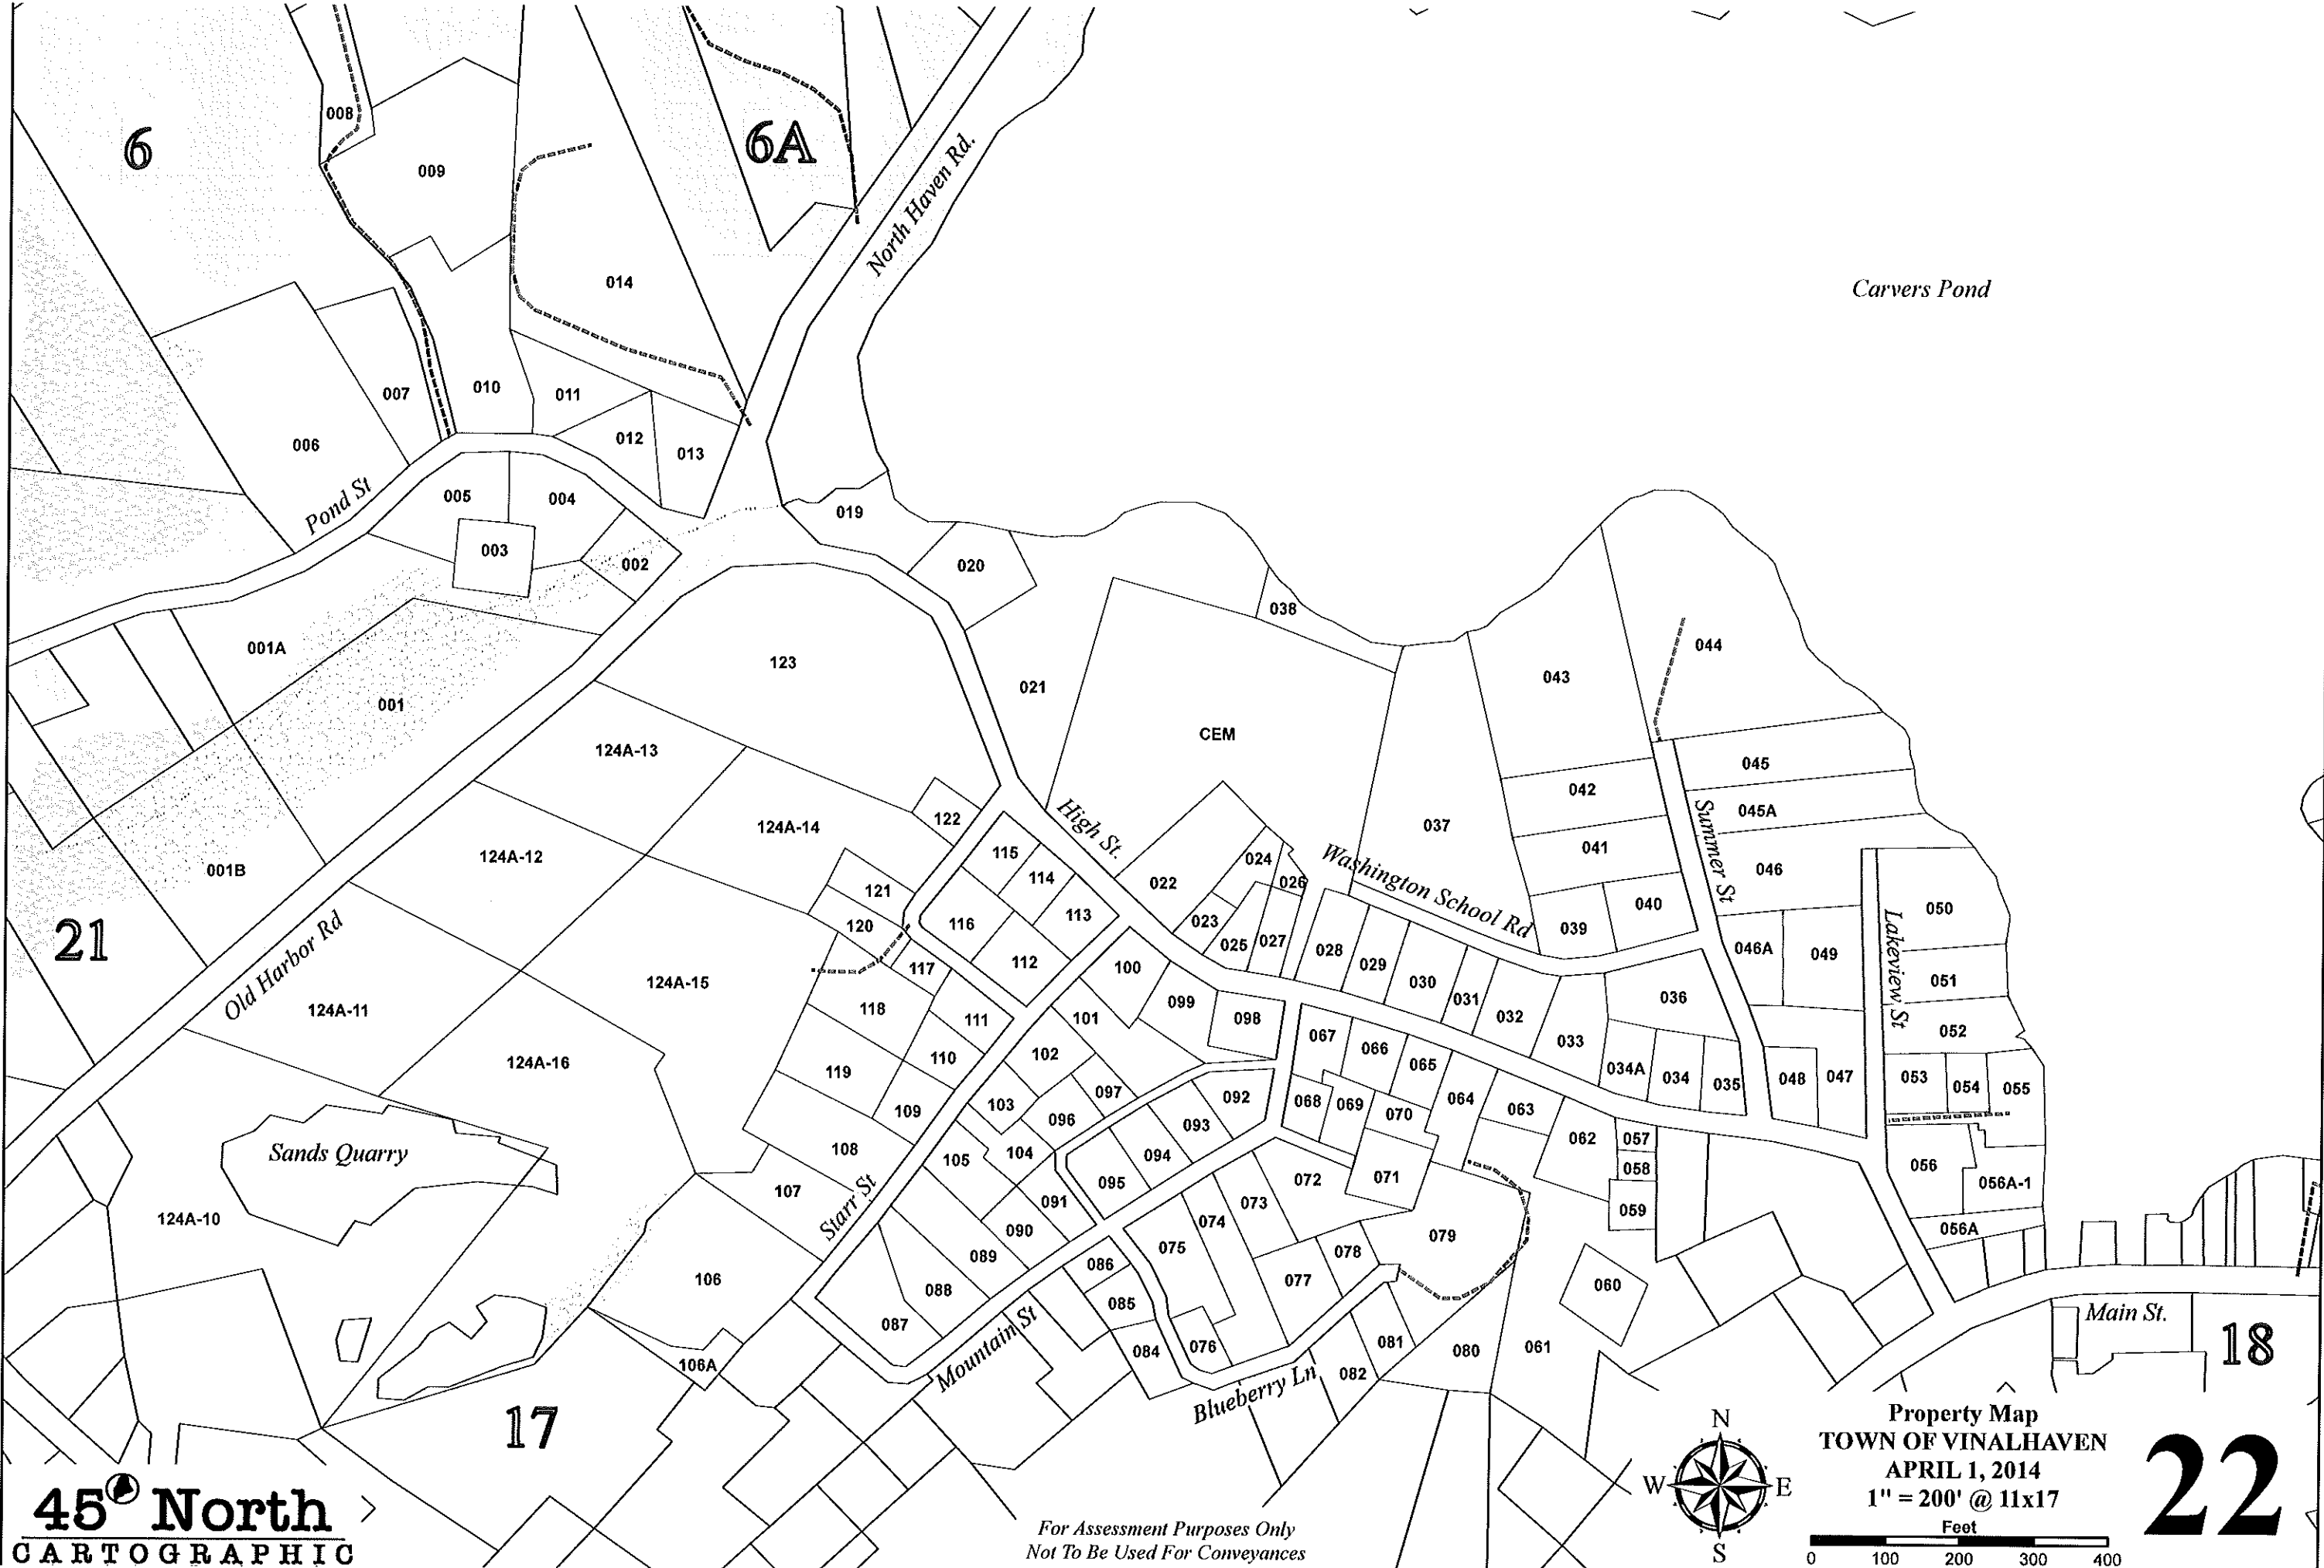 6
008
009
6A
North Haven Rd.
014
Carvers Pond
007
010
011
006
012
013
Pond St
005
004
003
002
019
020
038
001A
001
123
021
CEM
043
044
124A-13
045
042
045A
122
124A-14
High St.
037
Summer St
041
124A-12
115
024
Washington School Rd
046
001B
121
114
022
026
113
040
050
Lakeview St
21
120
116
023
025
027
039
028
046A
049
Old Harbor Rd
117
112
100
029
030
031
032
051
124A-15
099
036
124A-11
118
111
101
098
033
052
102
067
066
065
110
124A-16
119
097
034A
034
035
048
047
053
054
055
103
092
064
109
096
093
068
069
070
063
Sands Quarry
108
105
104
094
062
057
058
056
056A-1
107
095
071
072
Starr St
091
059
124A-10
090
074
073
079
056A
089
075
078
086
106
077
088
060
085
087
Main St.
Mountain St
076
081
084
080
061
18
106A
082
Blueberry Ln
17
N
W
E
S
Property Map
TOWN OF VINALHAVEN
APRIL 1, 2014
1" = 200' @ 11x17
Feet
0 100 200 300 400
22
45 North
CARTOGRAPHIC
For Assessment Purposes Only
Not To Be Used For Conveyances